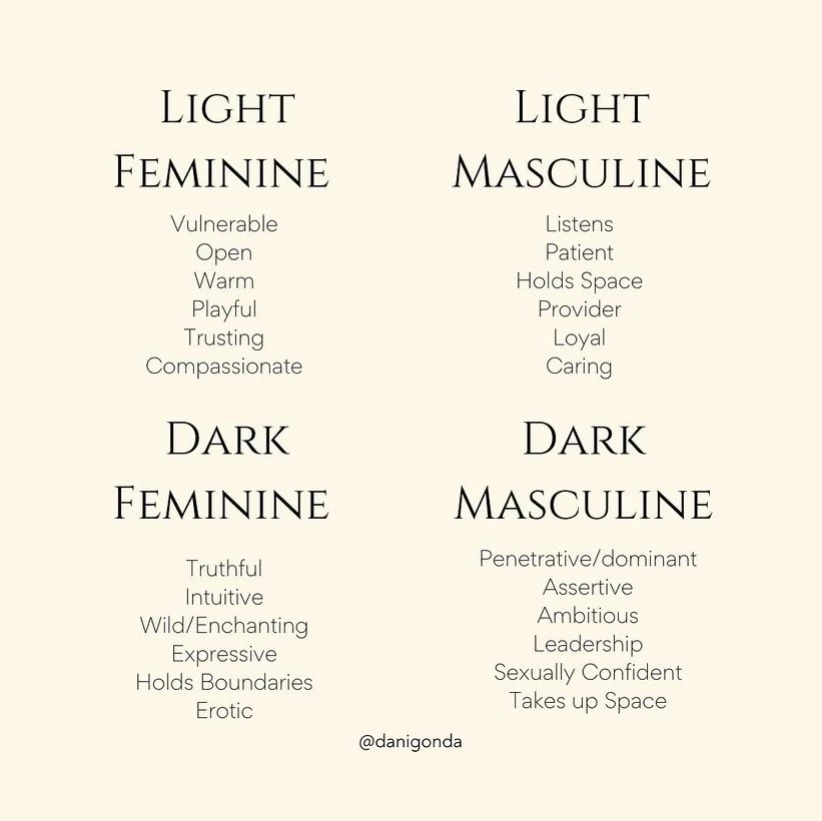 Light
Feminine
Vulnerable
Open
Warm
Playful
Trusting
Compassionate
Light
Masculine
Listens
Patient
Holds Space
Provider
Loyal
Caring
Dark
Feminine
Truthful
Intuitive
Wild/Enchanting
Expressive
Holds Boundaries
Erotic
Dark
Masculine
Penetrative/dominant
Assertive
Ambitious
Leadership
Sexually Confident
Takes up Space
@danigonda